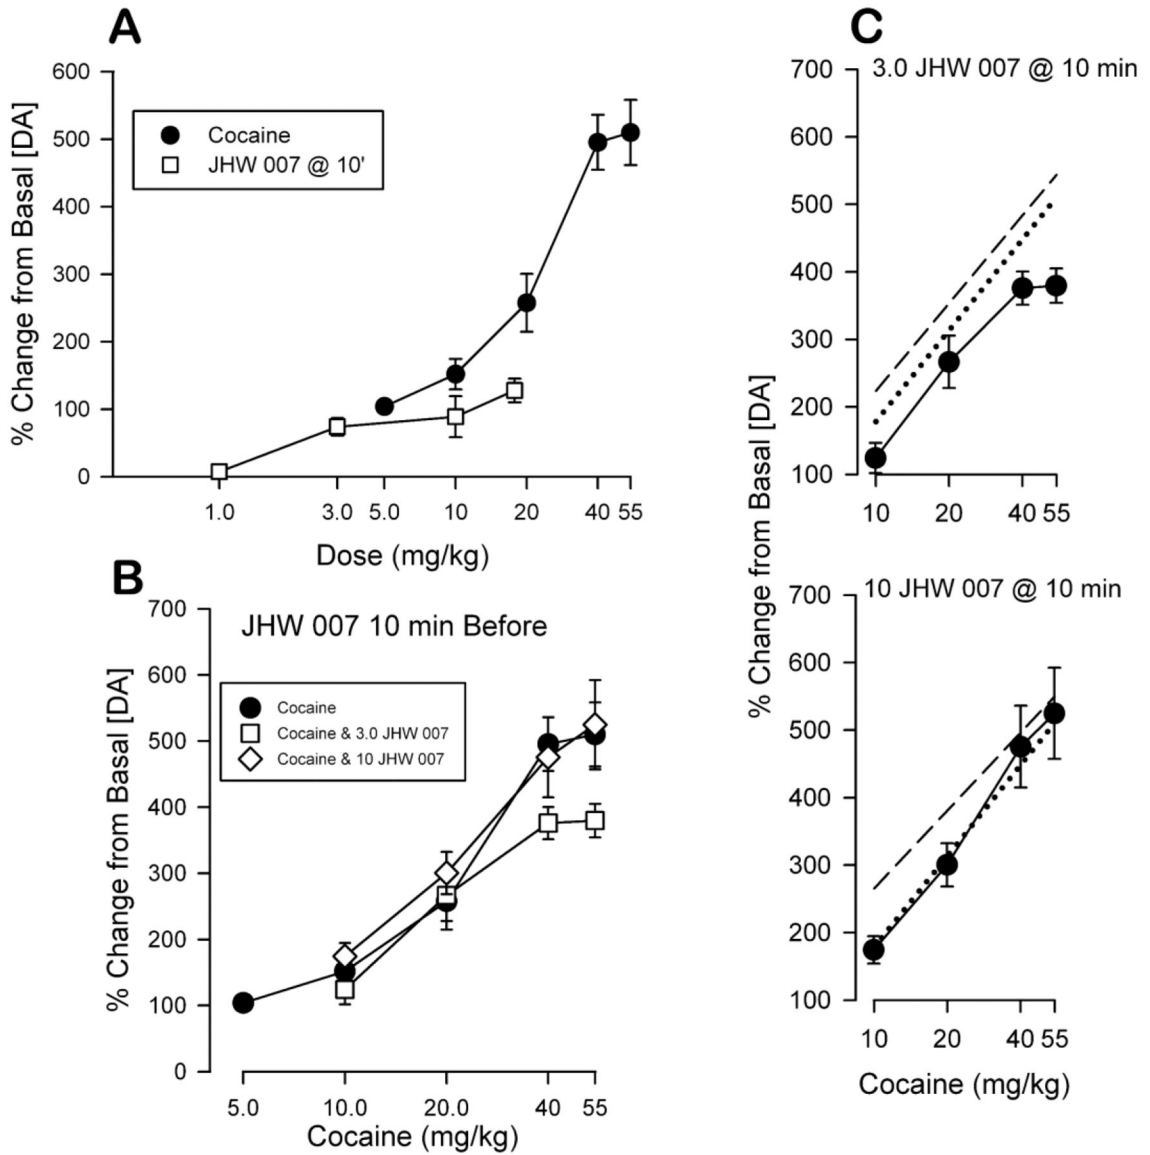 A
% Change from Basal [DA]
600
500
400
300
200
100
0
Cocaine
JHW 007 @ 10'
1.0 3.0 5.0 10 20 40 55
Dose (mg/kg)
B
% Change from Basal [DA]
700
600
500
400
300
200
100
0
JHW 007 10 min Before
Cocaine
Cocaine & 3.0 JHW 007
Cocaine & 10 JHW 007
5.0 10.0 20.0 40 55
Cocaine (mg/kg)
C
% Change from Basal [DA]
3.0 JHW 007 @ 10 min
700
600
500
400
300
200
100
10 20 40 55
10 JHW 007 @ 10 min
700
600
500
400
300
200
100
10 20 40 55
Cocaine (mg/kg)